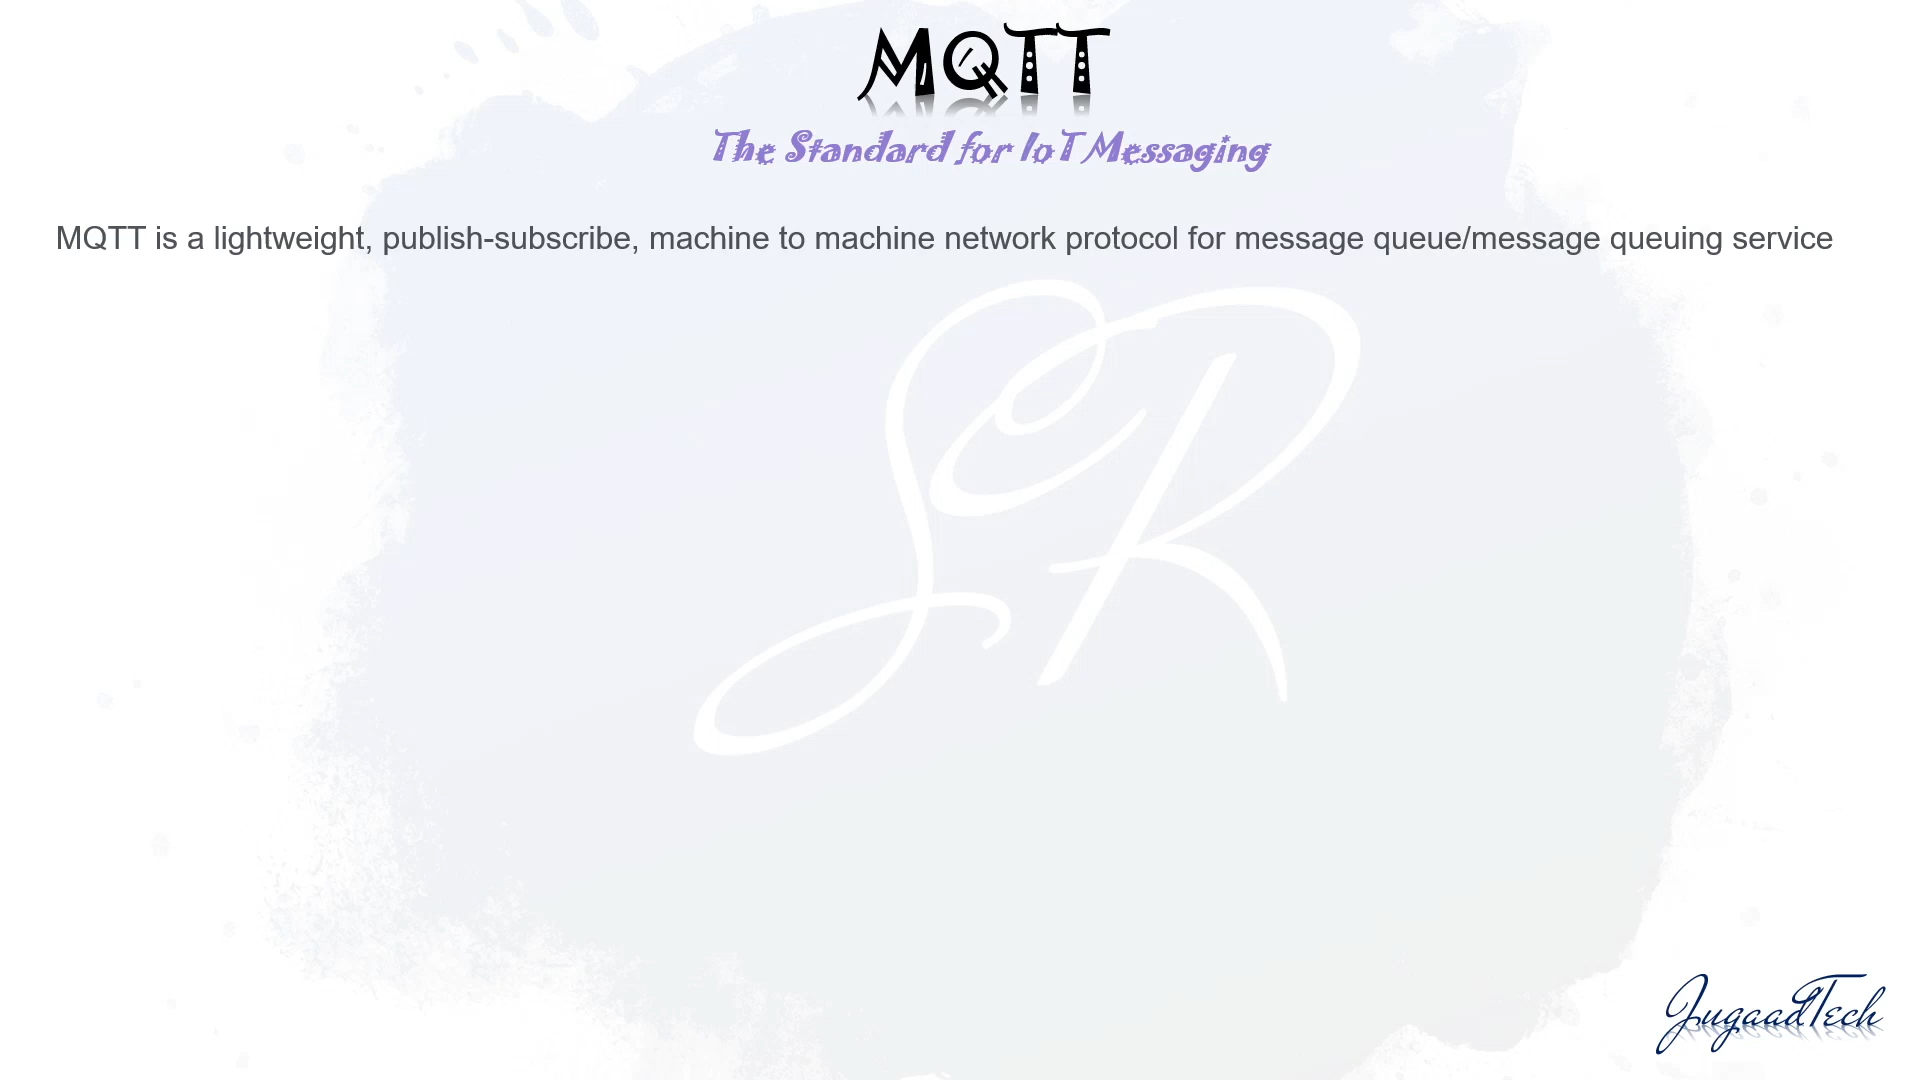 MQTT
The Standard for IoT Messaging
MQTT is a lightweight, publish-subscribe, machine to machine network protocol for message queue/message queuing service
SR
JugaadTech